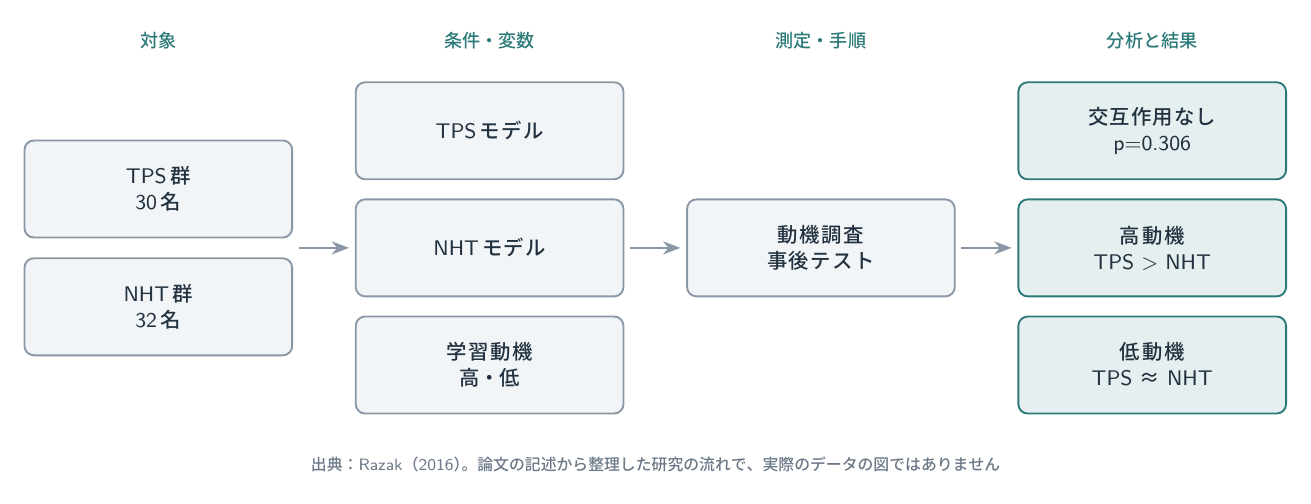 対象
TPS群
30名
NHT群
32名
条件・変数
TPSモデル
NHTモデル
学習動機
高・低
測定・手順
動機調査
事後テスト
分析と結果
交互作用なし
p=0.306
高動機
TPS > NHT
低動機
TPS ≈ NHT
出典：Razak（2016）。論文の記述から整理した研究の流れで、実際のデータの図ではありません